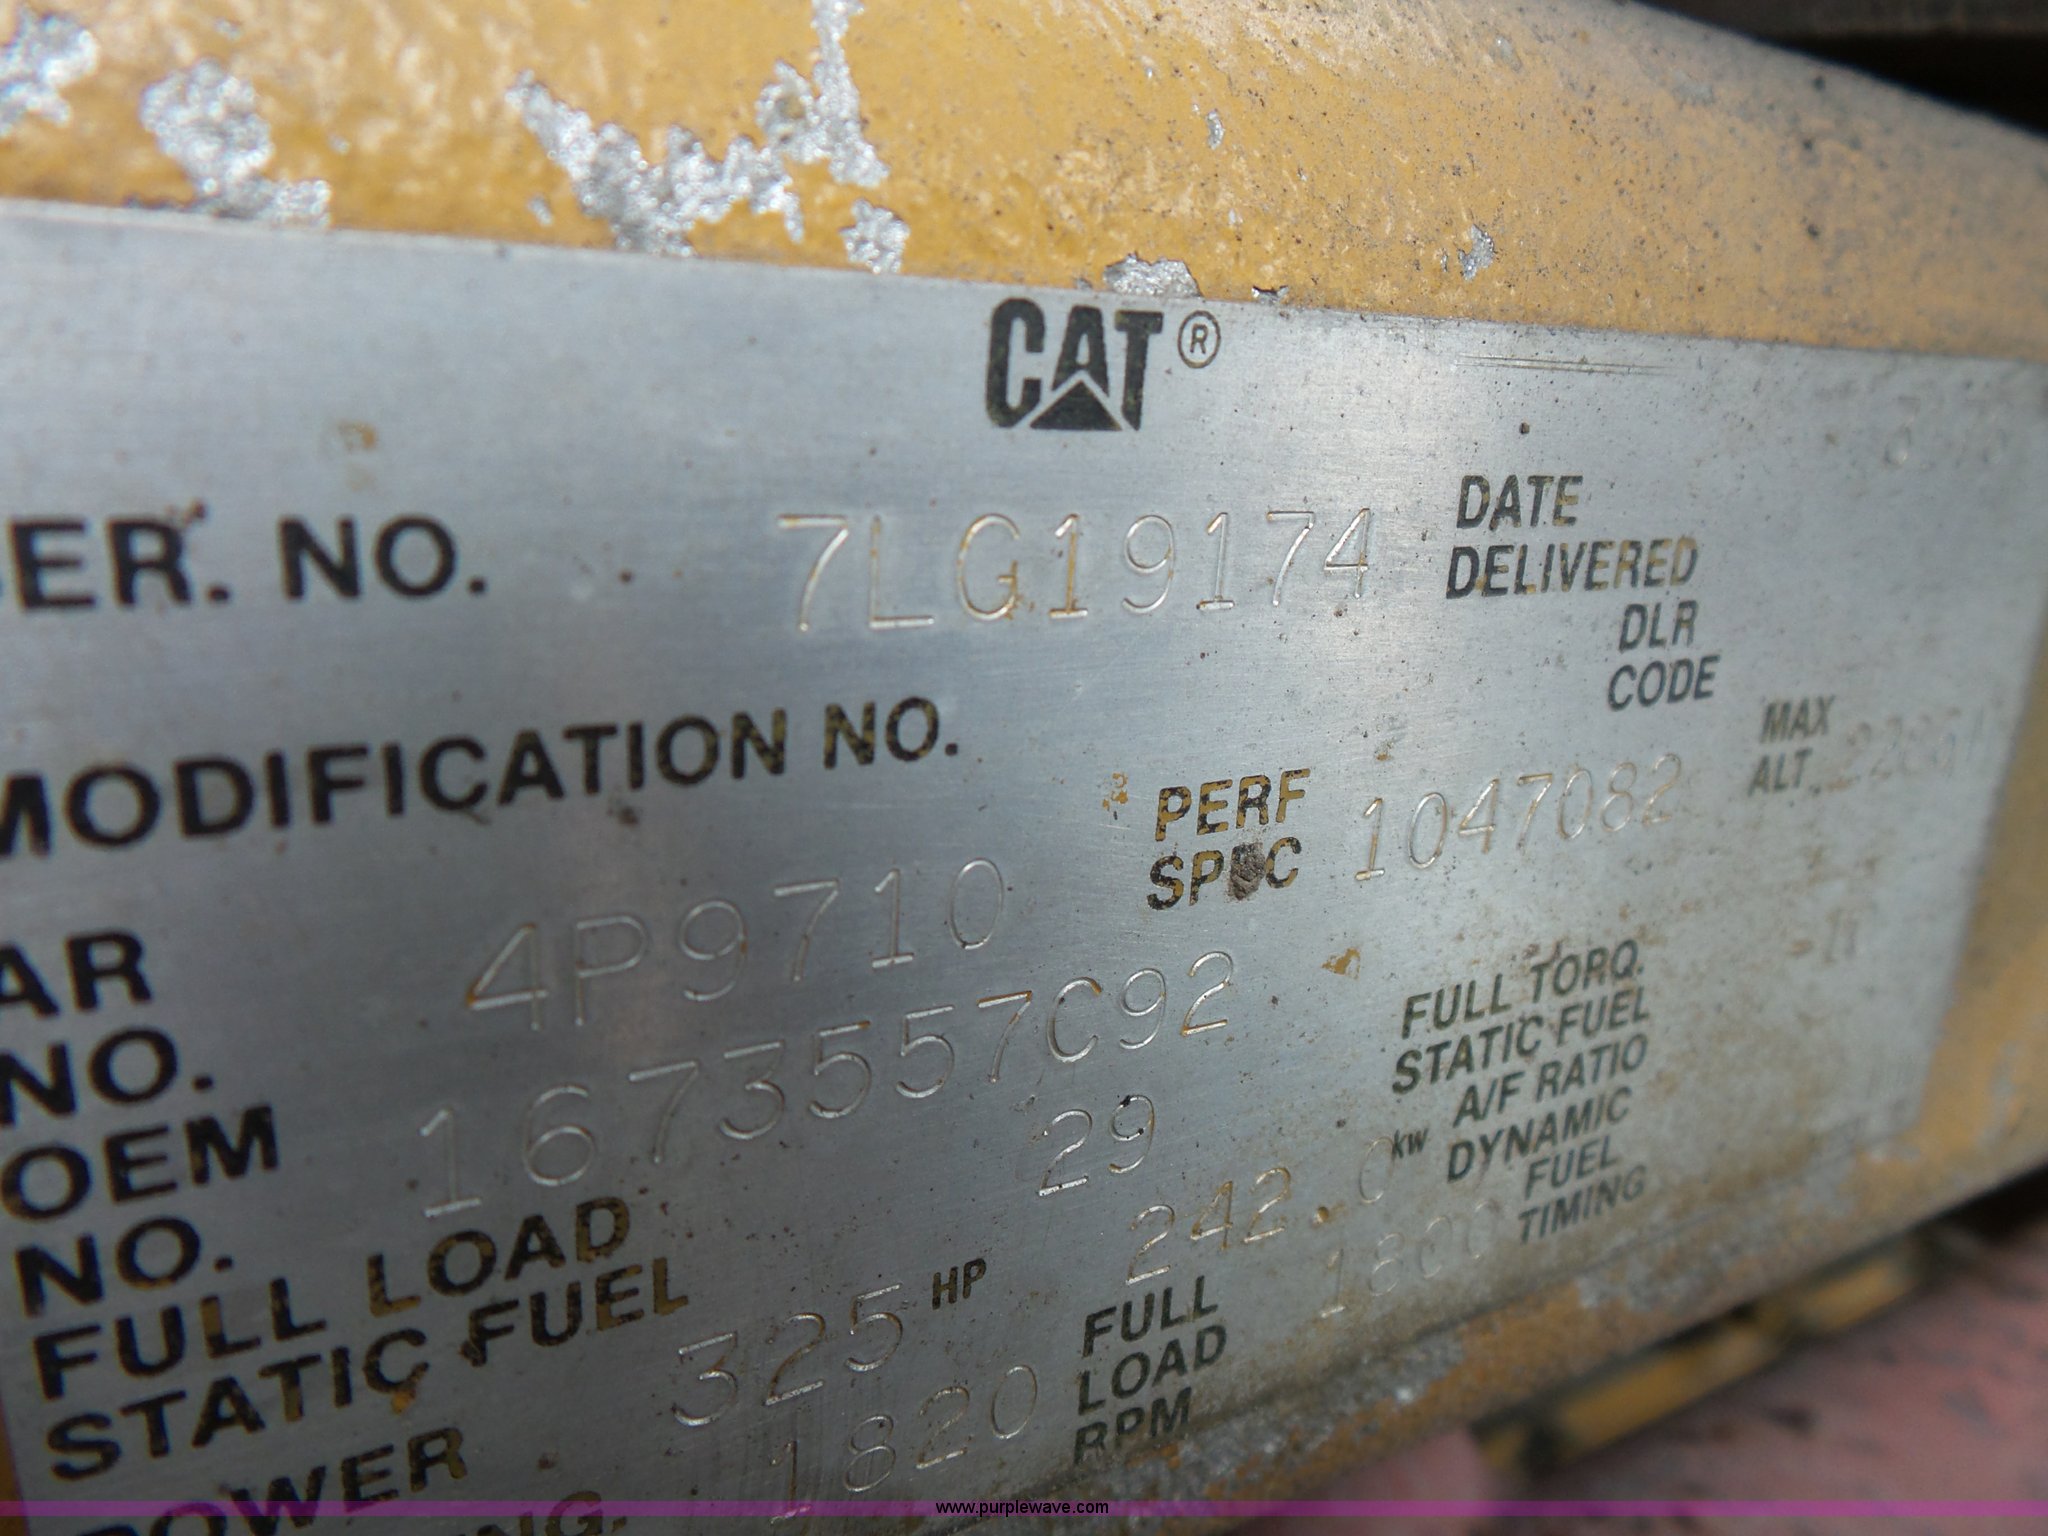 CAT®
SER. NO. 7LG19174
DATE
DELIVERED
DLR
CODE
MODIFICATION NO.
PERF
SPEC 1047082
MAX
ALT
AR
NO. 4P9710
OEM
NO. 1673557C92
FULL LOAD
STATIC FUEL 29
FULL TORQ.
STATIC FUEL
A/F RATIO
DYNAMIC
FUEL
TIMING
POWER 325 HP 242.0 kw
1820
FULL
LOAD
RPM 1800
www.purplewave.com